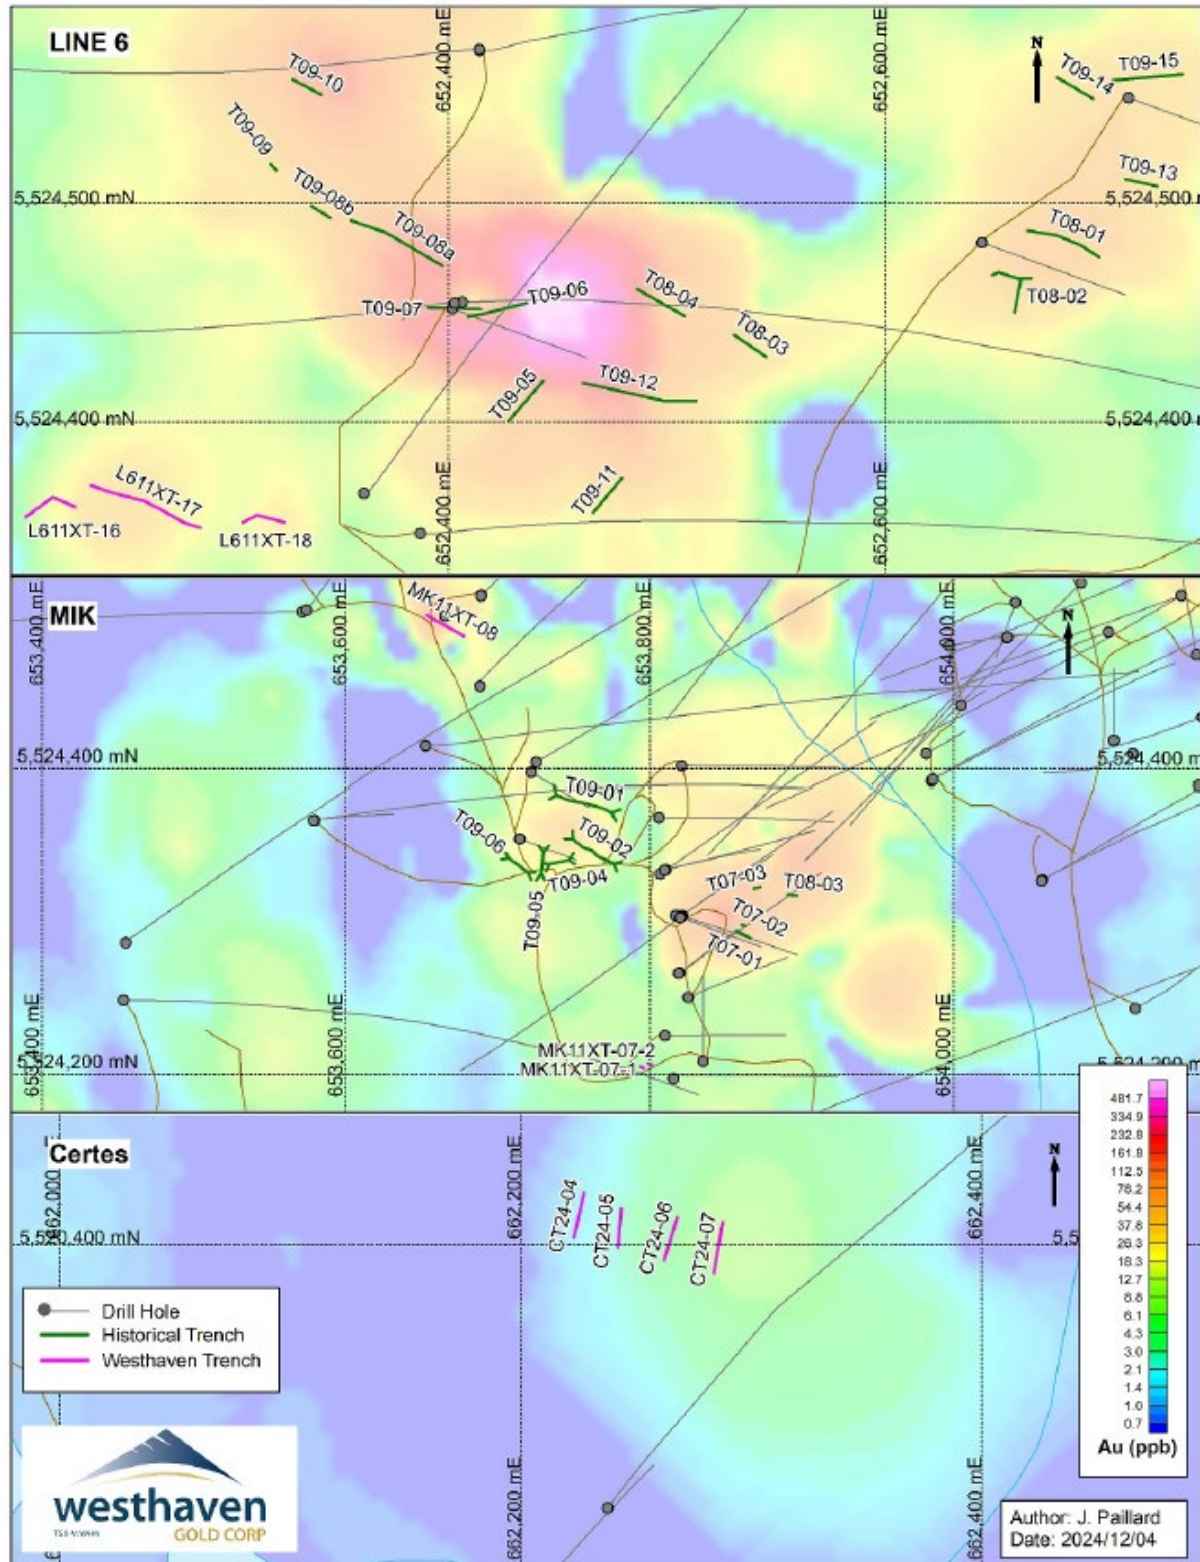 LINE 6
652,400 mE
652,600 mE
N
T09-10
T09-14
T09-15
T09-09
T09-13
5,524,500 mN
5,524,500 m
T09-08b
T09-08a
T08-01
T08-02
T09-07
T09-06
T08-04
T08-03
T09-05
T09-12
5,524,400 mN
5,524,400 m
652,400 mE
652,600 mE
T09-11
L611XT-17
L611XT-16
L611XT-18
MIK
653,400 mE
653,600 mE
MK11XT-08
653,800 mE
654,000 mE
N
5,524,400 mN
5,524,400 m
T09-01
T09-06
T09-02
T09-04
T09-05
T07-03
T08-03
T07-02
T07-01
653,400 mE
653,600 mE
654,000 mE
MK11XT-07-2
MK11XT-07-1
5,524,200 mN
5,524,200 m
Certes
662,000 mE
662,200 mE
662,400 mE
N
CT24-04
CT24-05
CT24-06
CT24-07
5,520,400 mN
5,5
662,200 mE
662,400 mE
Drill Hole
Historical Trench
Westhaven Trench
481.7
334.9
232.8
161.8
112.5
78.2
54.4
37.8
26.3
18.3
12.7
8.8
6.1
4.3
3.0
2.1
1.4
1.0
0.7
Au (ppb)
westhaven
GOLD CORP
Author: J. Paillard
Date: 2024/12/04